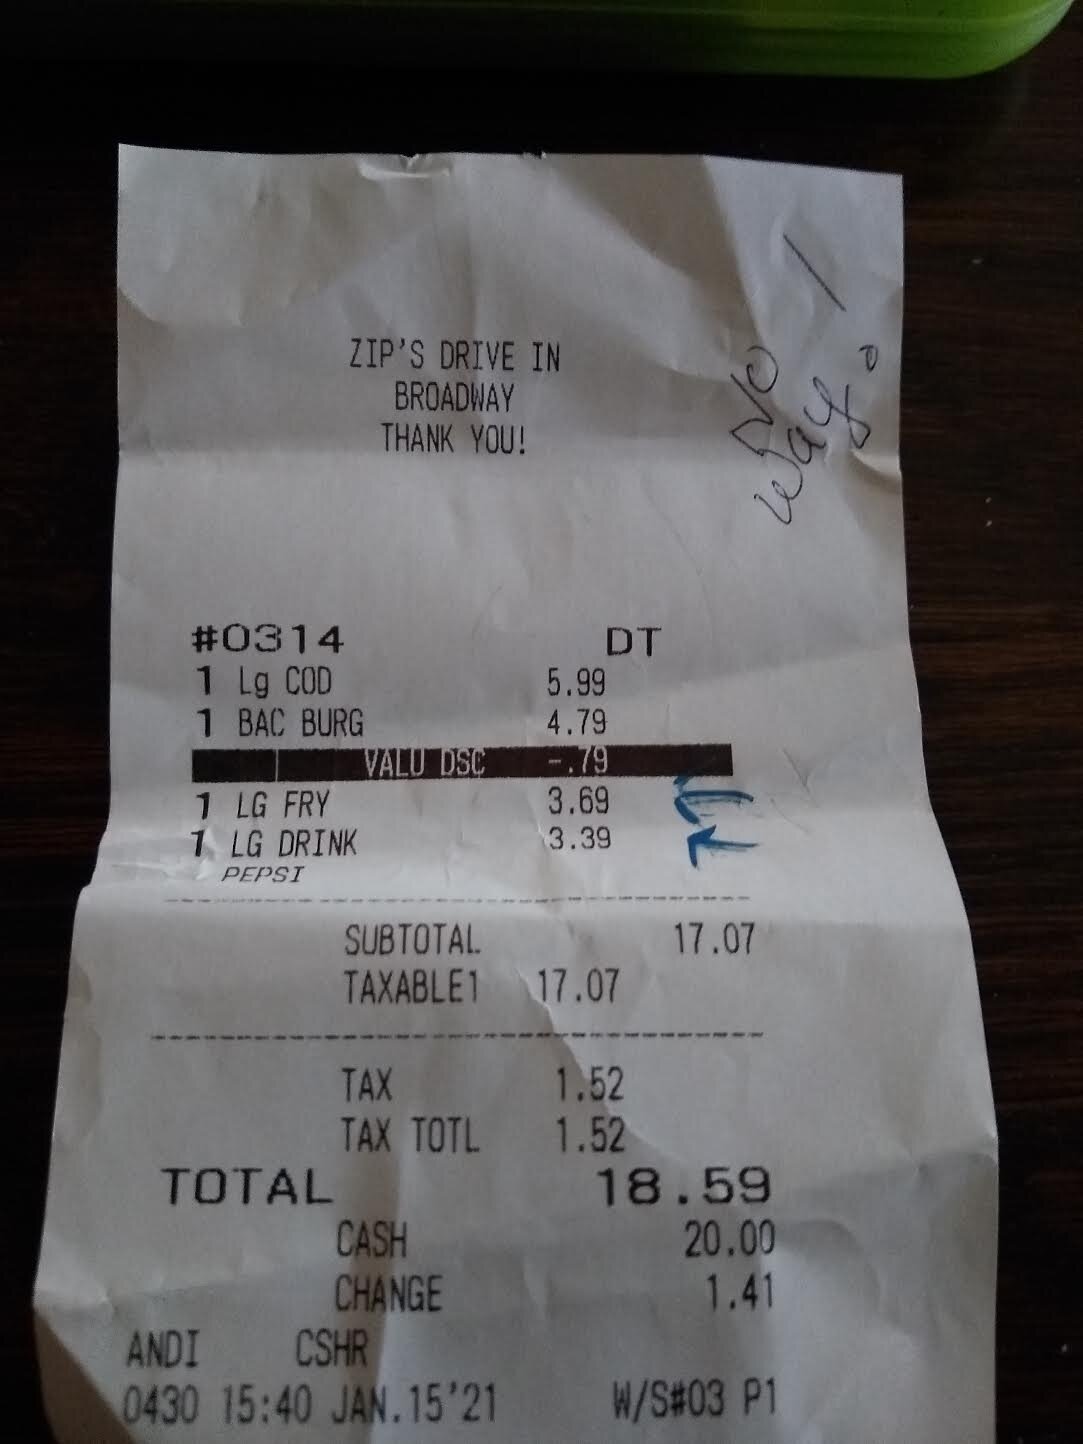 ZIP'S DRIVE IN
BROADWAY
THANK YOU!
No
way!
#0314 DT
1 Lg COD 5.99
1 BAC BURG 4.79
VALU DSC -.79
1 LG FRY 3.69
1 LG DRINK 3.39
PEPSI
SUBTOTAL 17.07
TAXABLE1 17.07
TAX 1.52
TAX TOTL 1.52
TOTAL 18.59
CASH 20.00
CHANGE 1.41
ANDI CSHR
0430 15:40 JAN.15'21 W/S#03 P1